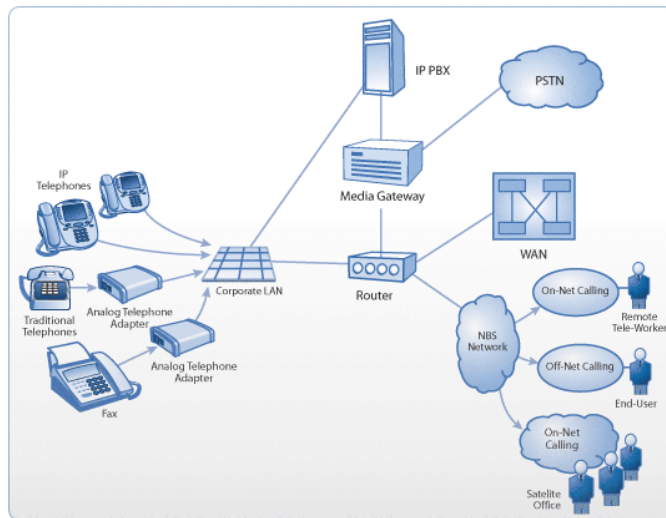 IP PBX
PSTN
IP
Telephones
Media Gateway
WAN
Corporate LAN
Router
Traditional
Telephones
Analog Telephone
Adapter
On-Net Calling
Remote
Tele-Worker
NBS
Network
Analog Telephone
Adapter
Off-Net Calling
End-User
Fax
On-Net
Calling
Satelite
Office